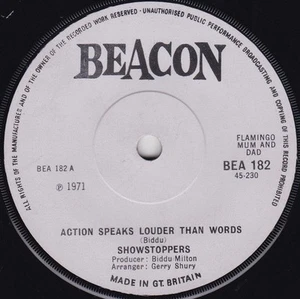 ALL RIGHTS OF THE MANUFACTURERS AND OF THE OWNER OF THE RECORDED WORK RESERVED · UNAUTHORISED PUBLIC PERFORMANCE BROADCASTING AND COPYING OF THIS RECORD PROHIBITED
BEACON
FLAMINGO
MUM AND
DAD
BEA 182 A
BEA 182
45-230
℗ 1971
ACTION SPEAKS LOUDER THAN WORDS
(Biddu)
SHOWSTOPPERS
Producer: Biddu-Milton
Arranger: Gerry Shury
MADE IN GT. BRITAIN